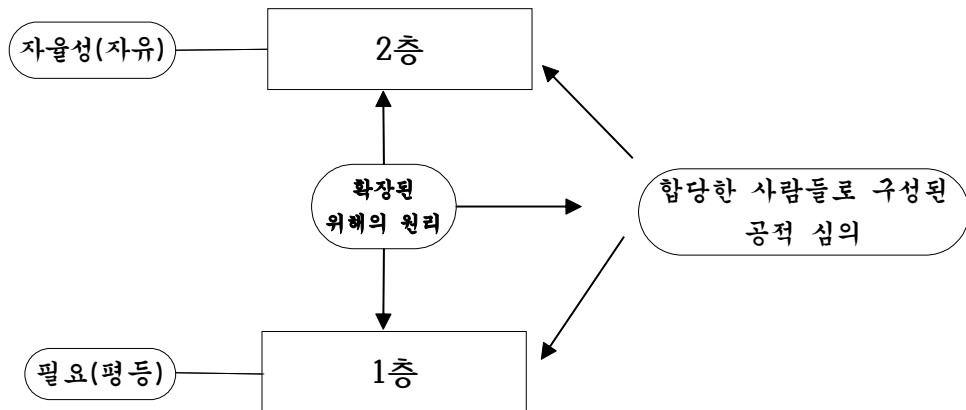 자율성(자유)
2층
확장된
위해의 원리
합당한 사람들로 구성된
공적 심의
필요(평등)
1층